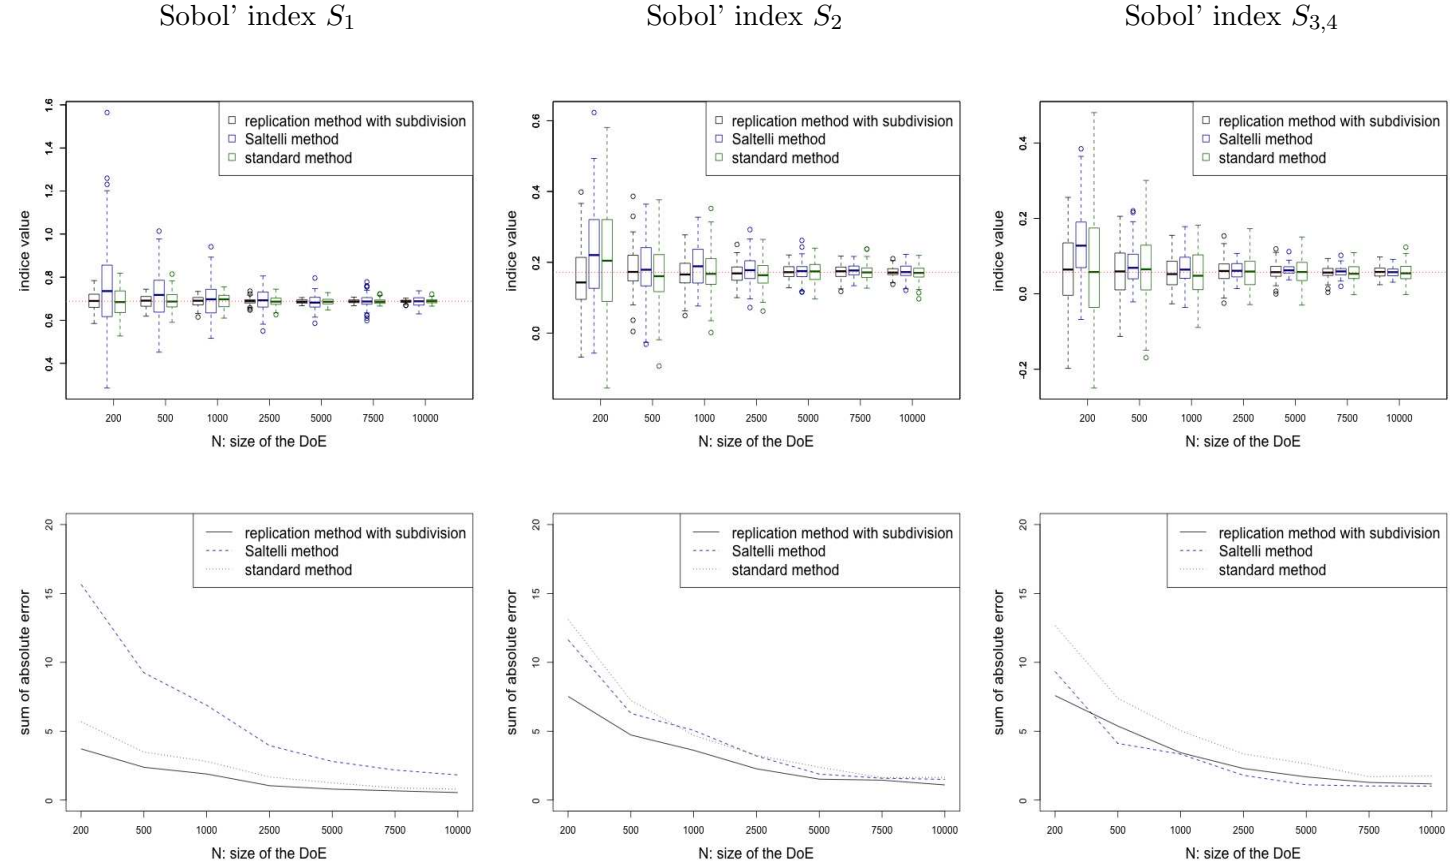 Sobol' index S1
Sobol' index S2
Sobol' index S3,4
indice value
1.6
1.4
1.2
1.0
0.8
0.6
0.4
replication method with subdivision
Saltelli method
standard method
200 500 1000 2500 5000 7500 10000
N: size of the DoE
indice value
0.6
0.4
0.2
0.0
replication method with subdivision
Saltelli method
standard method
200 500 1000 2500 5000 7500 10000
N: size of the DoE
indice value
0.4
0.2
0.0
-0.2
replication method with subdivision
Saltelli method
standard method
200 500 1000 2500 5000 7500 10000
N: size of the DoE
sum of absolute error
20
15
10
5
0
replication method with subdivision
Saltelli method
standard method
200 500 1000 2500 5000 7500 10000
N: size of the DoE
sum of absolute error
20
15
10
5
0
replication method with subdivision
Saltelli method
standard method
200 500 1000 2500 5000 7500 10000
N: size of the DoE
sum of absolute error
20
15
10
5
0
replication method with subdivision
Saltelli method
standard method
200 500 1000 2500 5000 7500 10000
N: size of the DoE